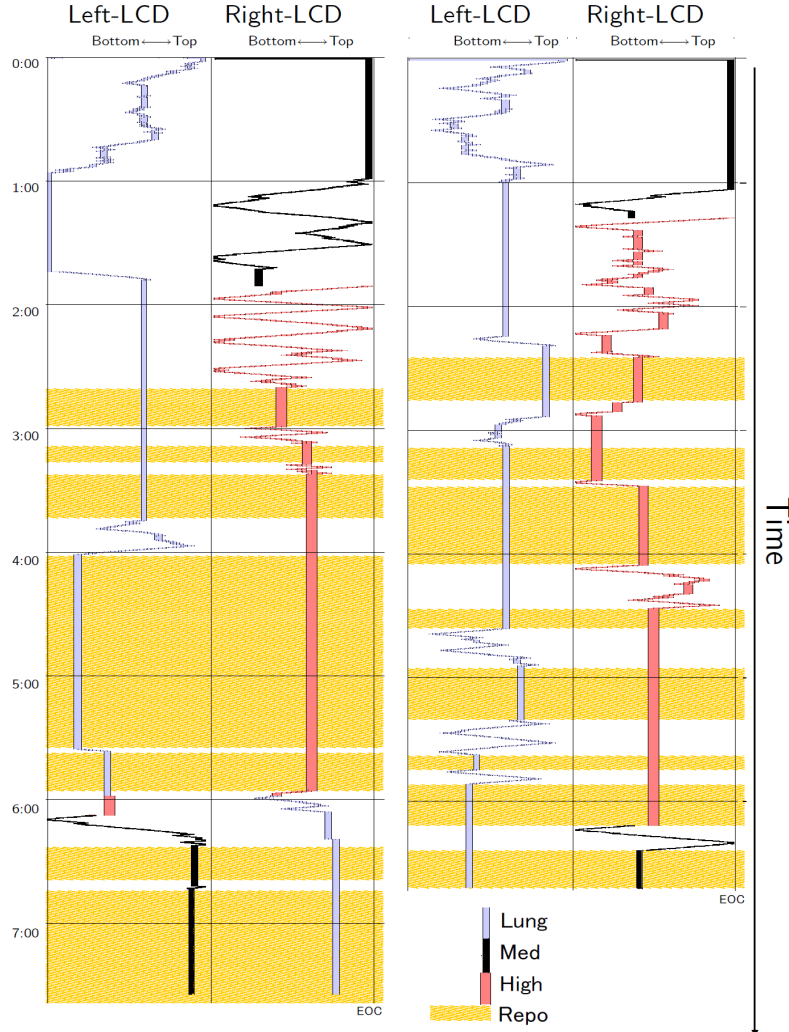 Left-LCD Right-LCD Left-LCD Right-LCD
Bottom ⟷ Top Bottom ⟷ Top Bottom ⟷ Top Bottom ⟷ Top
0:00
1:00
2:00
3:00
4:00
5:00
6:00
7:00
EOC
EOC
Time
Lung
Med
High
Repo